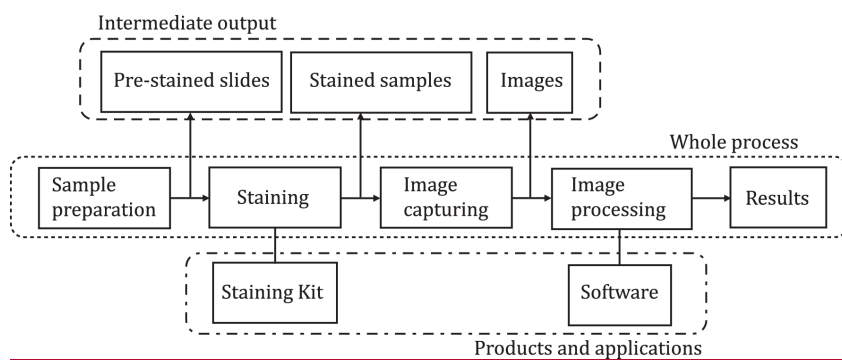 Intermediate output
Pre-stained slides
Stained samples
Images
Whole process
Sample
preparation
Staining
Image
capturing
Image
processing
Results
Staining Kit
Software
Products and applications